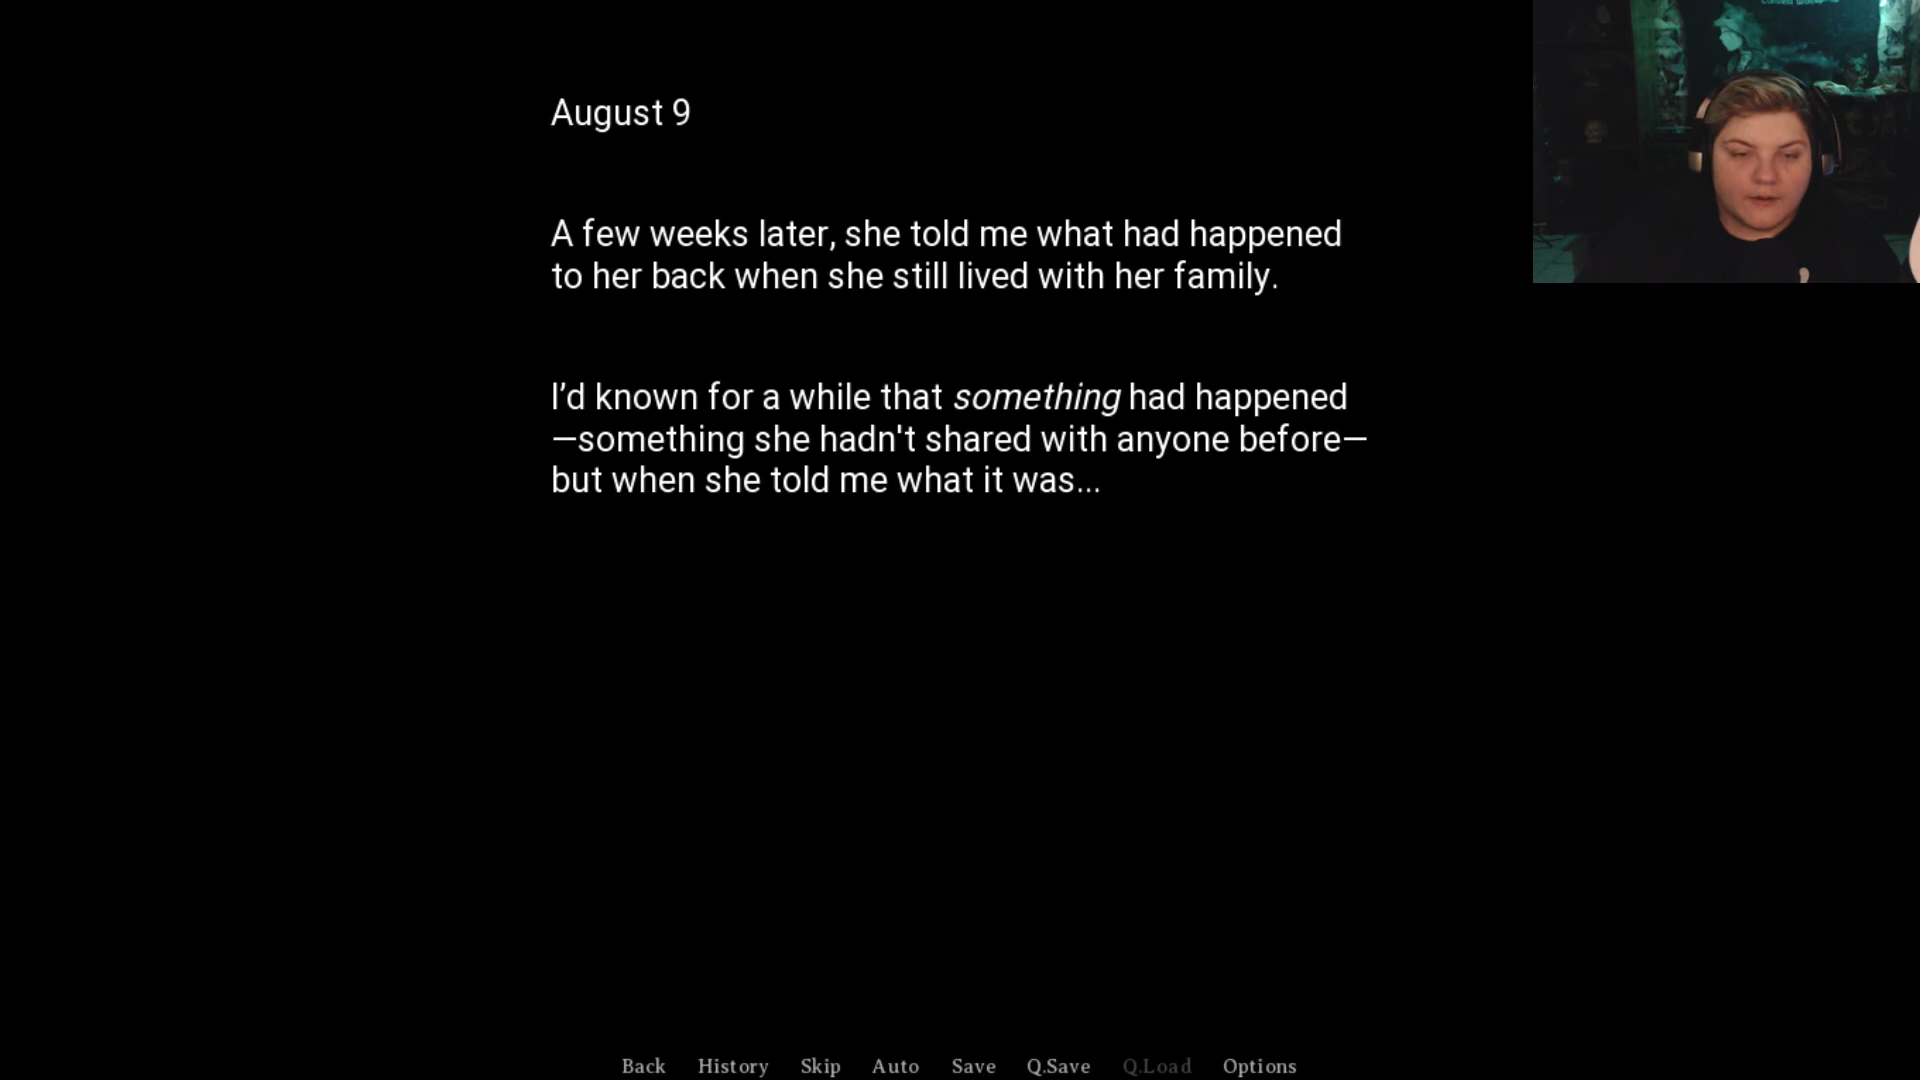 August 9
A few weeks later, she told me what had happened
to her back when she still lived with her family.
I’d known for a while that something had happened
—something she hadn't shared with anyone before—
but when she told me what it was...
Back History Skip Auto Save Q.Save Q.Load Options